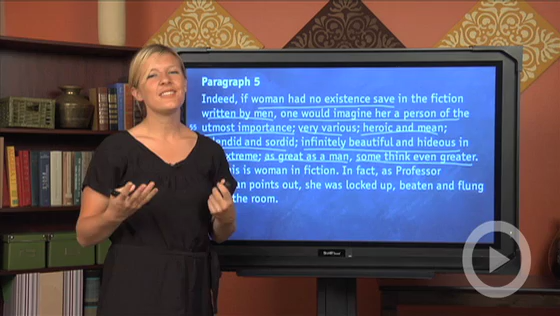 Paragraph 5
Indeed, if woman had no existence save in the fiction
written by men, one would imagine her a person of the
55 utmost importance; very various; heroic and mean;
splendid and sordid; infinitely beautiful and hideous in
extreme; as great as a man, some think even greater.
is is woman in fiction. In fact, as Professor
an points out, she was locked up, beaten and flung
the room.